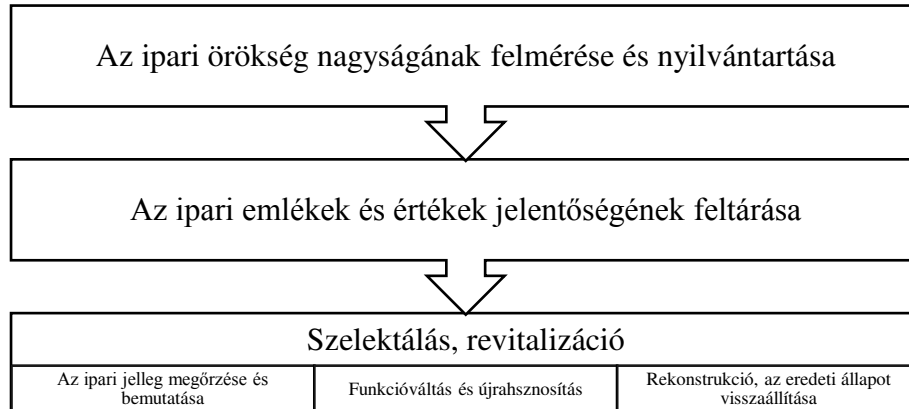 Az ipari örökség nagyságának felmérése és nyilvántartása
Az ipari emlékek és értékek jelentőségének feltárása
Szelektálás, revitalizáció
Az ipari jelleg megőrzése és
bemutatása
Funkcióváltás és újrahsznosítás
Rekonstrukció, az eredeti állapot
visszaállítása